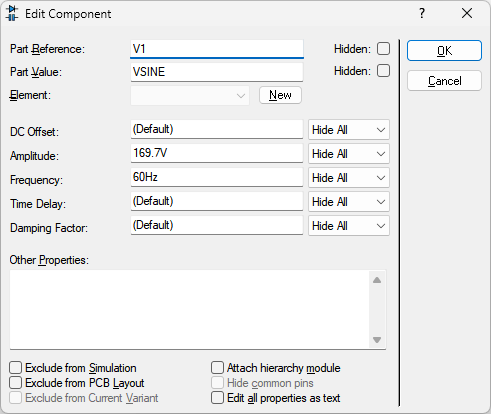 Edit Component ? X
Part Reference: V1 Hidden: OK
Part Value: VSINE Hidden:
Cancel
Element: New
DC Offset: (Default) Hide All
Amplitude: 169.7V Hide All
Frequency: 60Hz Hide All
Time Delay: (Default) Hide All
Damping Factor: (Default) Hide All
Other Properties:
Exclude from Simulation Attach hierarchy module
Exclude from PCB Layout Hide common pins
Exclude from Current Variant Edit all properties as text